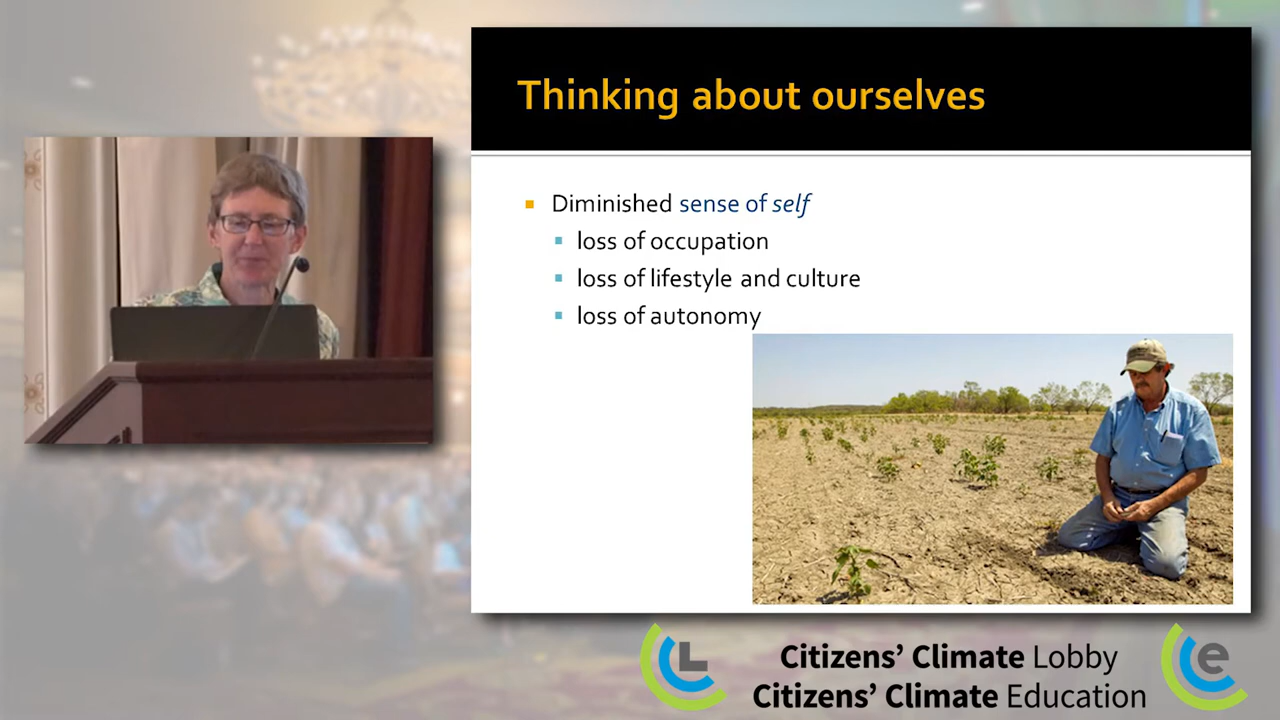 Thinking about ourselves
Diminished sense of self
loss of occupation
loss of lifestyle and culture
loss of autonomy
L
Citizens’ Climate Lobby
Citizens’ Climate Education
e